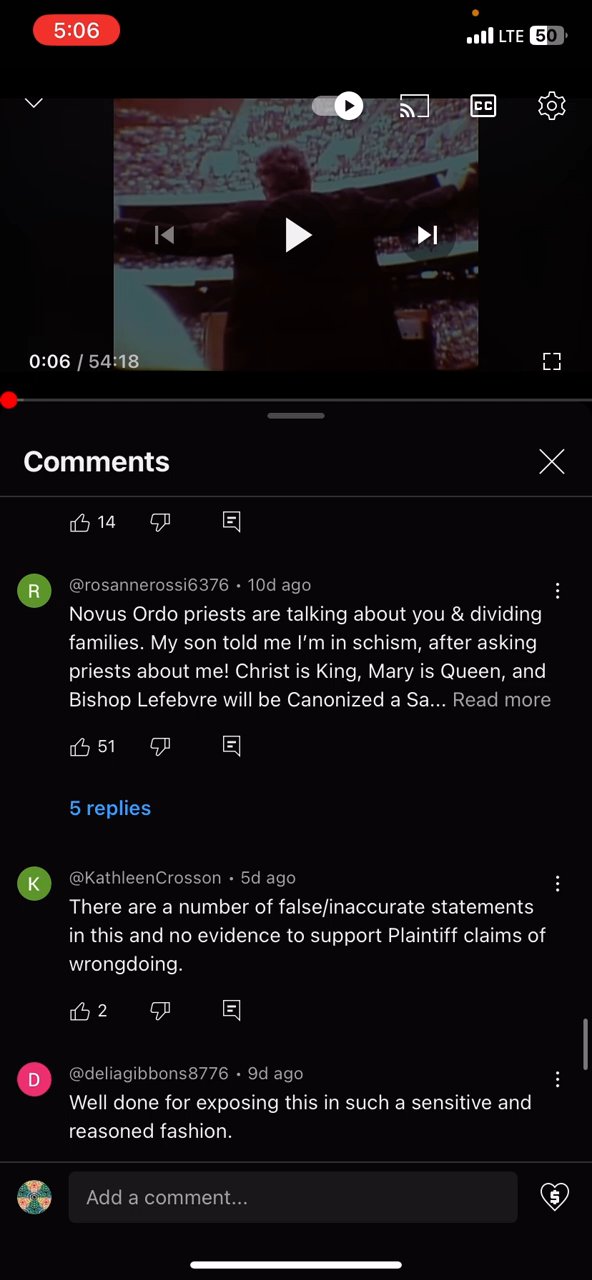 5:06
LTE 50
CC
0:06 / 54:18
Comments
14
R
@rosannerossi6376 • 10d ago
Novus Ordo priests are talking about you & dividing
families. My son told me I’m in schism, after asking
priests about me! Christ is King, Mary is Queen, and
Bishop Lefebvre will be Canonized a Sa... Read more
51
5 replies
K
@KathleenCrosson • 5d ago
There are a number of false/inaccurate statements
in this and no evidence to support Plaintiff claims of
wrongdoing.
2
D
@deliagibbons8776 • 9d ago
Well done for exposing this in such a sensitive and
reasoned fashion.
Add a comment...
$